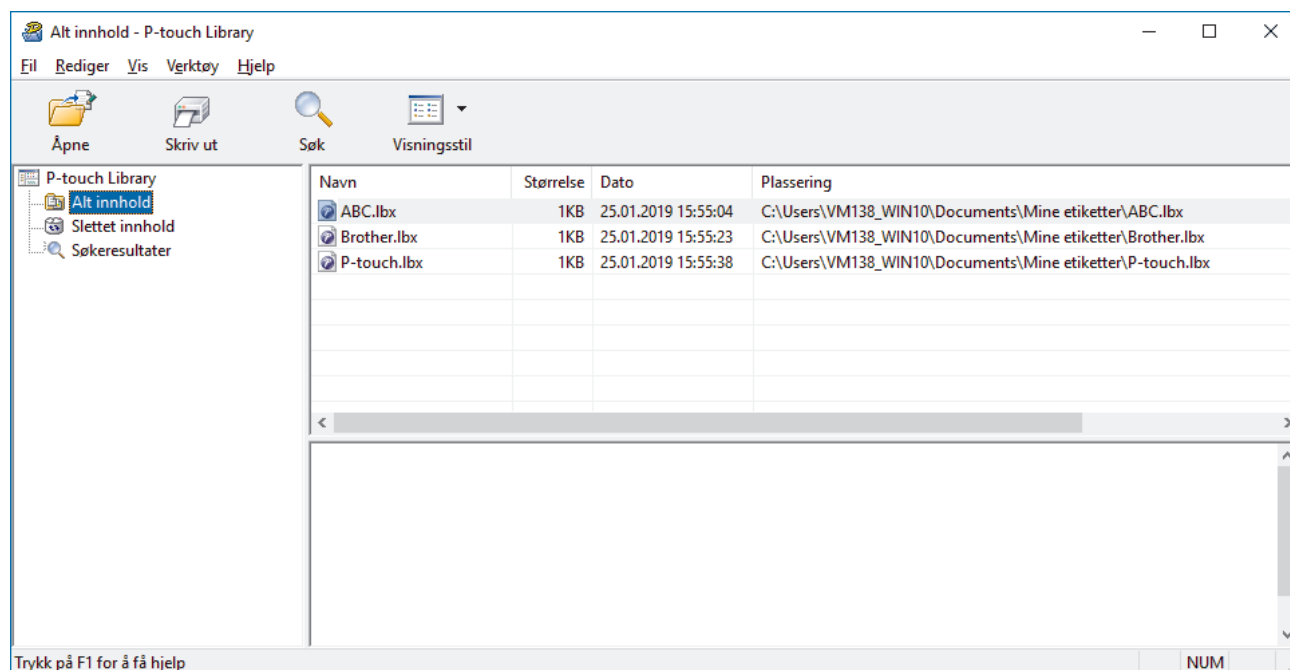 Alt innhold - P-touch Library
Fil Rediger Vis Verktøy Hjelp
Åpne Skriv ut Søk Visningsstil
P-touch Library
Alt innhold
Slettet innhold
Søkeresultater
Navn Størrelse Dato Plassering
ABC.lbx 1KB 25.01.2019 15:55:04 C:\Users\VM138_WIN10\Documents\Mine etiketter\ABC.lbx
Brother.lbx 1KB 25.01.2019 15:55:23 C:\Users\VM138_WIN10\Documents\Mine etiketter\Brother.lbx
P-touch.lbx 1KB 25.01.2019 15:55:38 C:\Users\VM138_WIN10\Documents\Mine etiketter\P-touch.lbx
Trykk på F1 for å få hjelp NUM